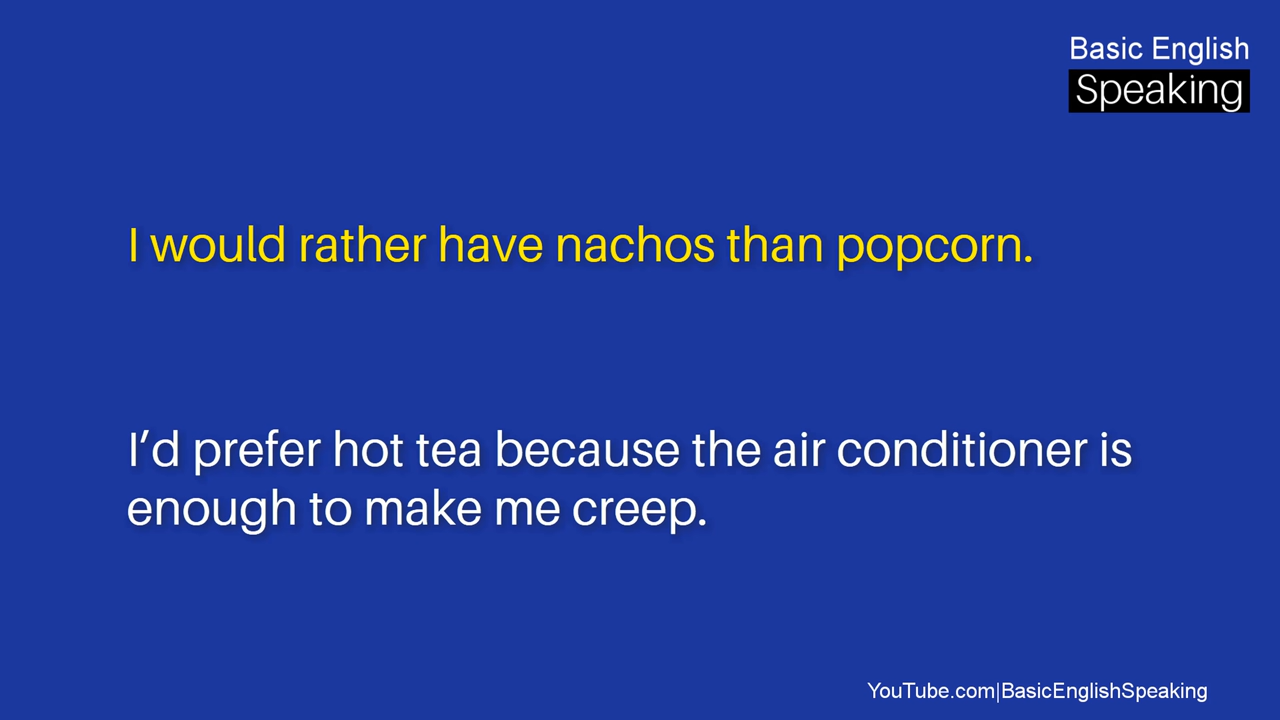 Basic English
Speaking
I would rather have nachos than popcorn.
I’d prefer hot tea because the air conditioner is
enough to make me creep.
YouTube.com|BasicEnglishSpeaking